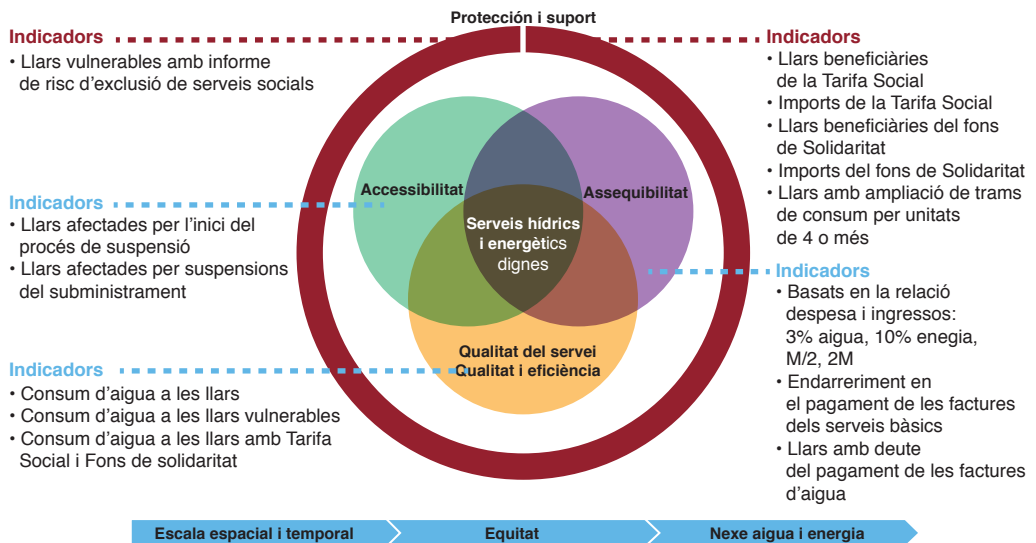 Protección i suport
Indicadors
• Llars vulnerables amb informe
de risc d’exclusió de serveis socials
Indicadors
• Llars afectades per l’inici del
procés de suspensió
• Llars afectades per suspensions
del subministrament
Indicadors
• Consum d’aigua a les llars
• Consum d’aigua a les llars vulnerables
• Consum d’aigua a les llars amb Tarifa
Social i Fons de solidaritat
Accessibilitat
Assequibilitat
Serveis hídrics
i energètics
dignes
Qualitat del servei
Qualitat i eficiència
Indicadors
• Llars beneficiàries
de la Tarifa Social
• Imports de la Tarifa Social
• Llars beneficiàries del fons
de Solidaritat
• Imports del fons de Solidaritat
• Llars amb ampliació de trams
de consum per unitats
de 4 o més
Indicadors
• Basats en la relació
despesa i ingressos:
3% aigua, 10% enegia,
M/2, 2M
• Endarreriment en
el pagament de les factures
dels serveis bàsics
• Llars amb deute
del pagament de les factures
d’aigua
Escala espacial i temporal
Equitat
Nexe aigua i energia